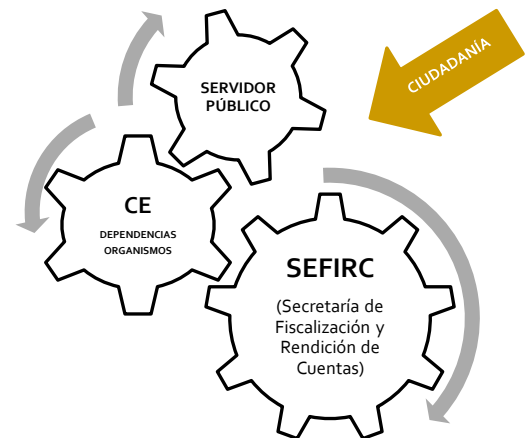 SERVIDOR
PÚBLICO
CIUDADANÍA
CE
DEPENDENCIAS
ORGANISMOS
SEFIRC
(Secretaría de
Fiscalización y
Rendición de
Cuentas)